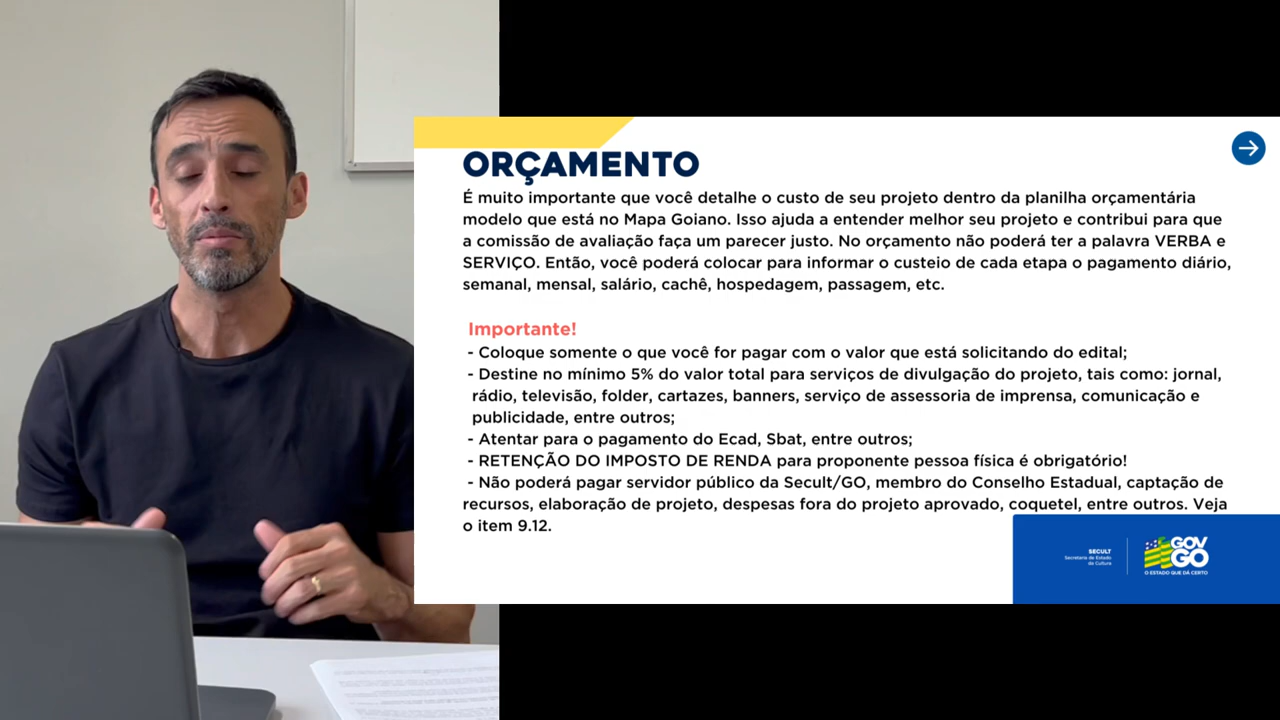 ORÇAMENTO
É muito importante que você detalhe o custo de seu projeto dentro da planilha orçamentária
modelo que está no Mapa Goiano. Isso ajuda a entender melhor seu projeto e contribui para que
a comissão de avaliação faça um parecer justo. No orçamento não poderá ter a palavra VERBA e
SERVIÇO. Então, você poderá colocar para informar o custeio de cada etapa o pagamento diário,
semanal, mensal, salário, cachê, hospedagem, passagem, etc.
Importante!
- Coloque somente o que você for pagar com o valor que está solicitando do edital;
- Destine no mínimo 5% do valor total para serviços de divulgação do projeto, tais como: jornal,
rádio, televisão, folder, cartazes, banners, serviço de assessoria de imprensa, comunicação e
publicidade, entre outros;
- Atentar para o pagamento do Ecad, Sbat, entre outros;
- RETENÇÃO DO IMPOSTO DE RENDA para proponente pessoa física é obrigatório!
- Não poderá pagar servidor público da Secult/GO, membro do Conselho Estadual, captação de
recursos, elaboração de projeto, despesas fora do projeto aprovado, coquetel, entre outros. Veja
o item 9.12.
SECULT
Secretaria de Estado
de Cultura
GOV
GO
O ESTADO QUE DÁ CERTO